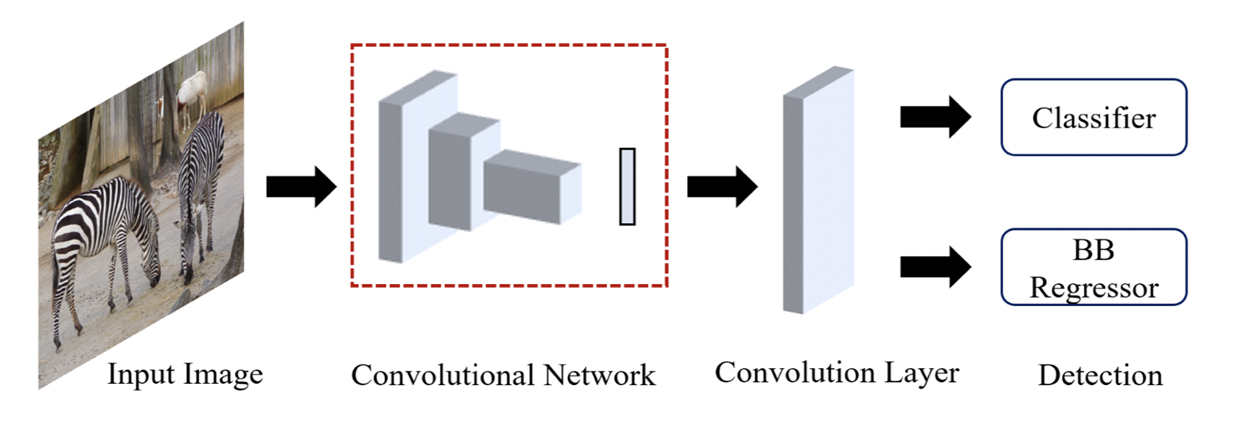 Classifier
BB
Regressor
Input Image
Convolutional Network
Convolution Layer
Detection